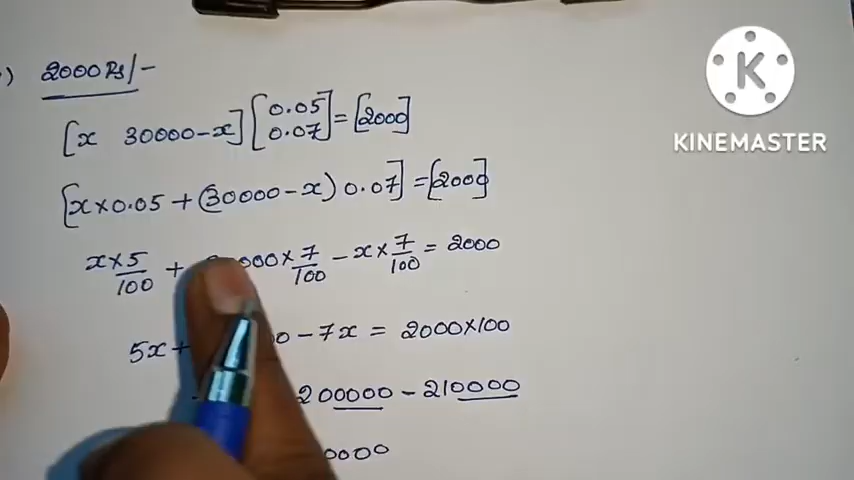 ) 2000 Rs/-
[x 30000-x] [0.05 0.07] = [2000]
[x×0.05 + (30000-x) 0.07] = [2000]
x×5/100 + 000×7/100 - x×7/100 = 2000
5x+ 00 - 7x = 2000×100
200000 - 210000
0000
KINEMASTER